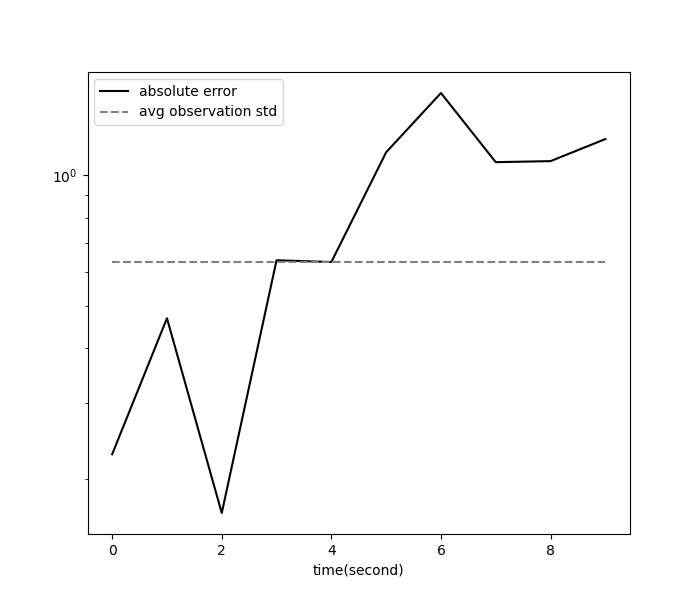 absolute error
avg observation std
10⁰
0 2 4 6 8
time(second)